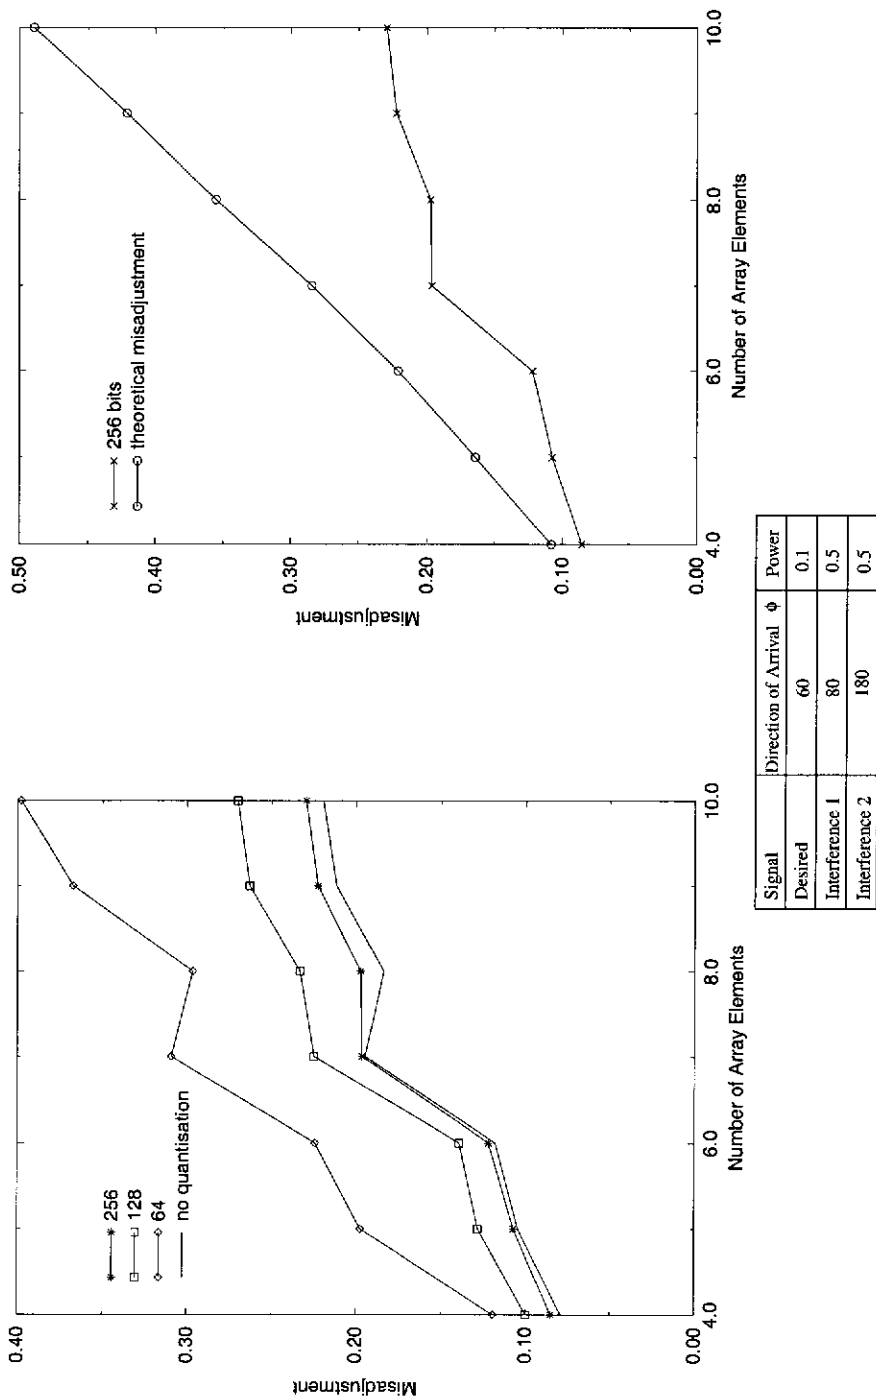 0.40
0.30
0.20
0.10
0.00
Misadjustment
4.0
6.0
8.0
10.0
Number of Array Elements
256
128
64
no quantisation
0.50
0.40
0.30
0.20
0.10
0.00
Misadjustment
4.0
6.0
8.0
10.0
Number of Array Elements
256 bits
theoretical misadjustment
Signal Direction of Arrival ϕ Power
Desired 60 0.1
Interference 1 80 0.5
Interference 2 180 0.5